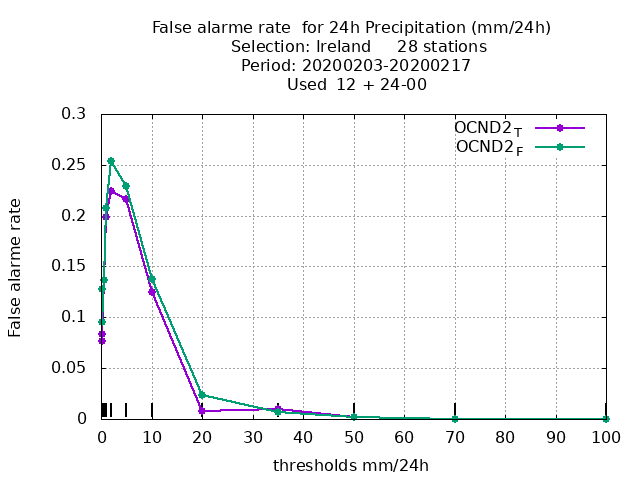 False alarme rate  for 24h Precipitation (mm/24h)
Selection: Ireland     28 stations
Period: 20200203-20200217
Used  12 + 24-00
OCND2T
OCND2F
0.3
0.25
0.2
0.15
0.1
0.05
0
False alarme rate
0 10 20 30 40 50 60 70 80 90 100
thresholds mm/24h